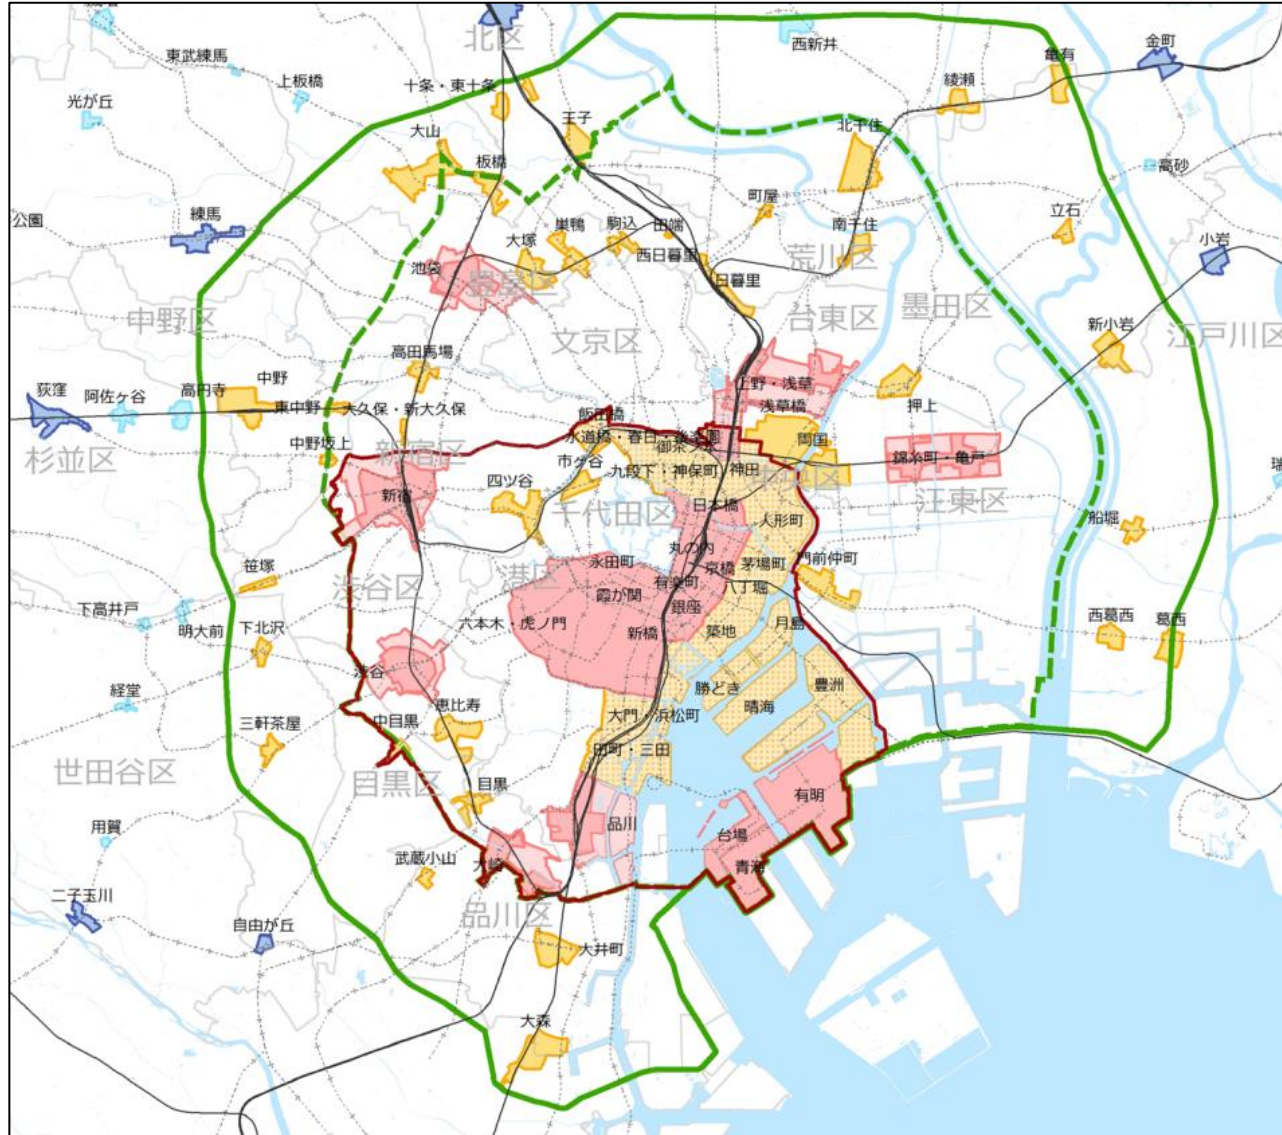 北区
東武練馬
西新井
金町
亀有
上板橋
十条・東十条
綾瀬
光が丘
王子
北千住
大山
板橋
高砂
町屋
練馬
公園
巣鴨
駒込
田端
南千住
立石
大塚
西日暮里
荒川区
小岩
池袋
豊島区
日暮里
墨田区
中野区
文京区
台東区
新小岩
江戸川区
高田馬場
中野
上野・浅草
荻窪
阿佐ヶ谷
高円寺
東中野
大久保・新大久保
飯田橋
浅草橋
押上
水道橋・春日
中野坂上
新宿区
両国
杉並区
市ケ谷
九段下・神保町
神田
錦糸町・亀戸
瑞
新宿
四ツ谷
千代田区
日本橋
江東区
人形町
船堀
丸の内
笹塚
渋谷区
港区
永田町
京橋
茅場町
門前仲町
有楽町
八丁堀
霞が関
銀座
下高井戸
明大前
下北沢
六本木・虎ノ門
新橋
築地
月島
西葛西
葛西
渋谷
経堂
勝どき
豊洲
恵比寿
大門・浜松町
晴海
三軒茶屋
中目黒
田町・三田
世田谷区
目黒区
目黒
有明
用賀
品川
台場
武蔵小山
大崎
青海
二子玉川
自由が丘
品川区
大井町
大森